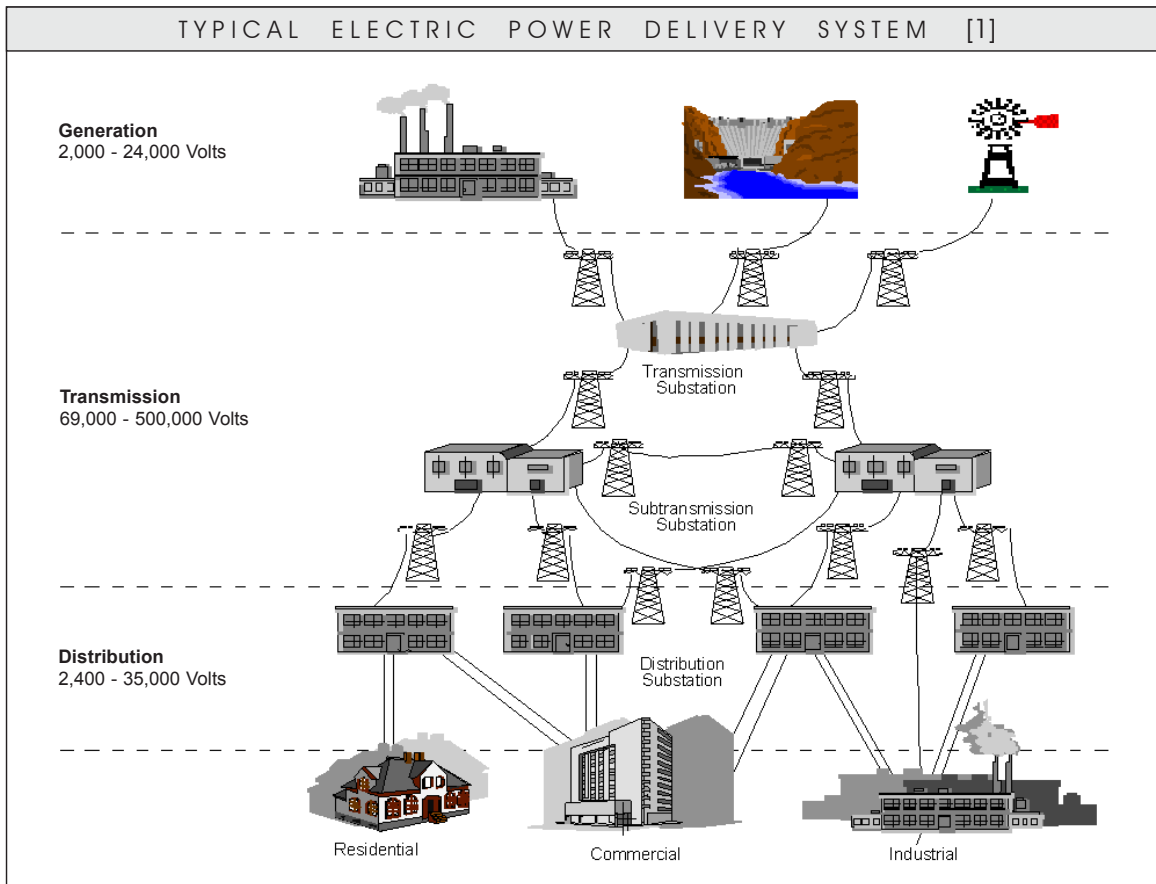 TYPICAL ELECTRIC POWER DELIVERY SYSTEM [1]
Generation
2,000 - 24,000 Volts
Transmission
Substation
Transmission
69,000 - 500,000 Volts
Subtransmission
Substation
Distribution
2,400 - 35,000 Volts
Distribution
Substation
Residential
Commercial
Industrial